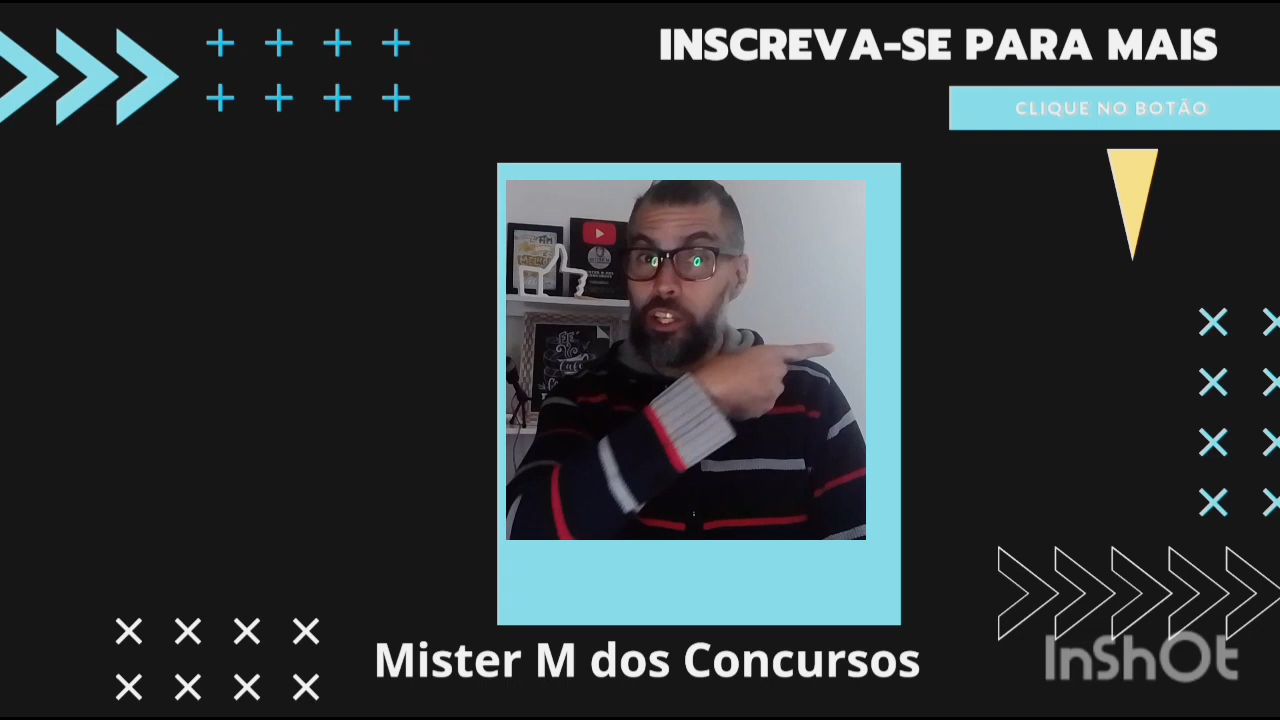 INSCREVA-SE PARA MAIS
CLIQUE NO BOTÃO
Mister M dos Concursos
InShOt